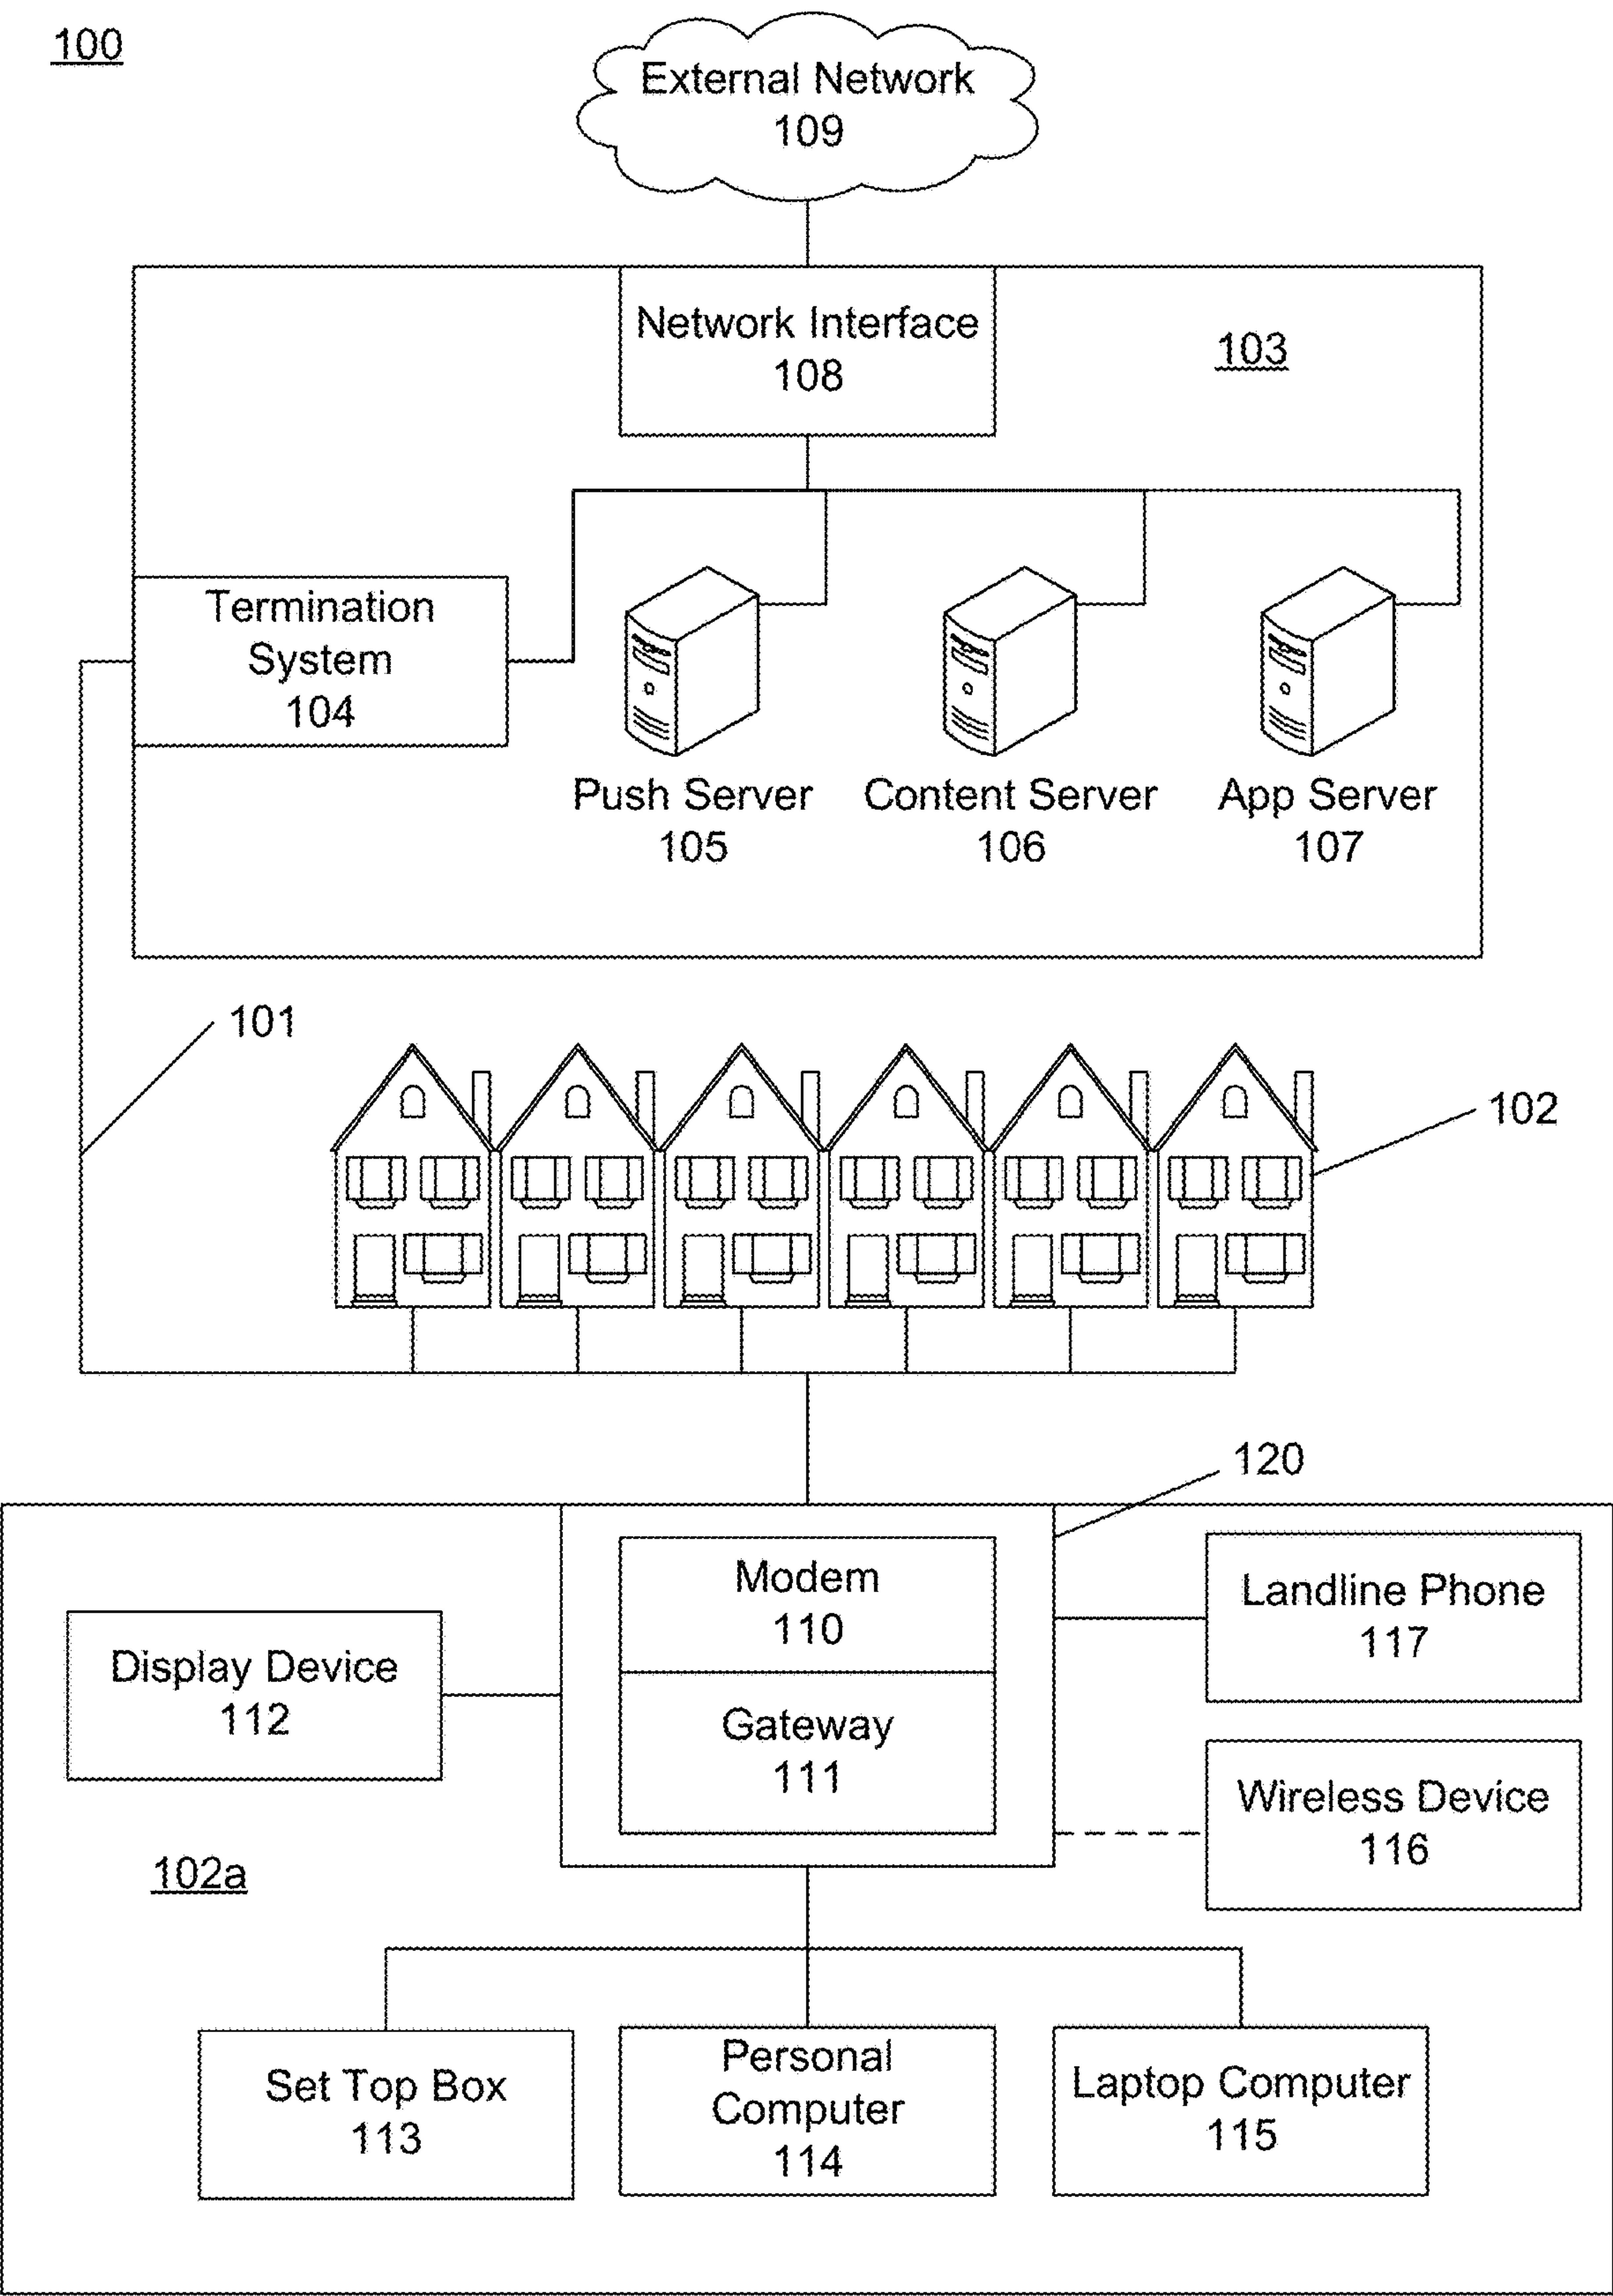 100
External Network
109
Network Interface
108
103
Termination
System
104
Push Server
105
Content Server
106
App Server
107
101
102
120
Modem
110
Gateway
111
Display Device
112
Landline Phone
117
Wireless Device
116
102a
Set Top Box
113
Personal
Computer
114
Laptop Computer
115